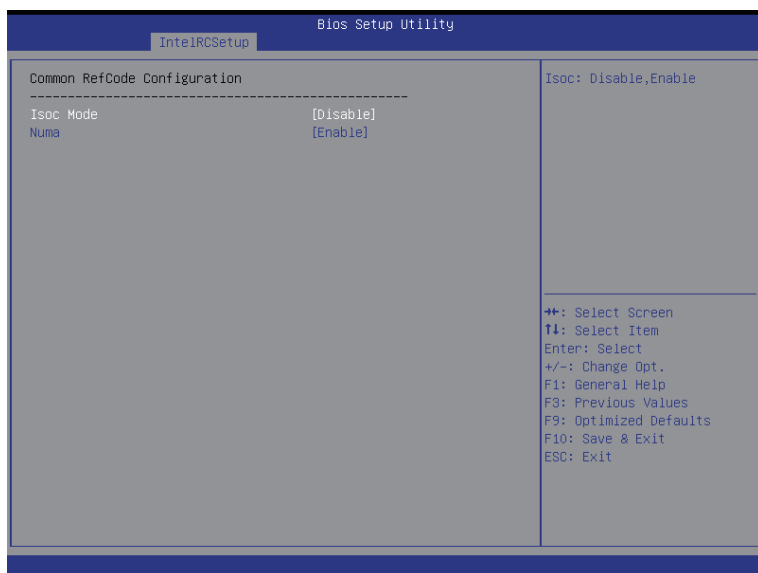 Bios Setup Utility
IntelRCSetup
Common RefCode Configuration
------------------------------------------------
Isoc Mode [Disable]
Numa [Enable]
Isoc: Disable,Enable
→←: Select Screen
↑↓: Select Item
Enter: Select
+/-: Change Opt.
F1: General Help
F3: Previous Values
F9: Optimized Defaults
F10: Save & Exit
ESC: Exit